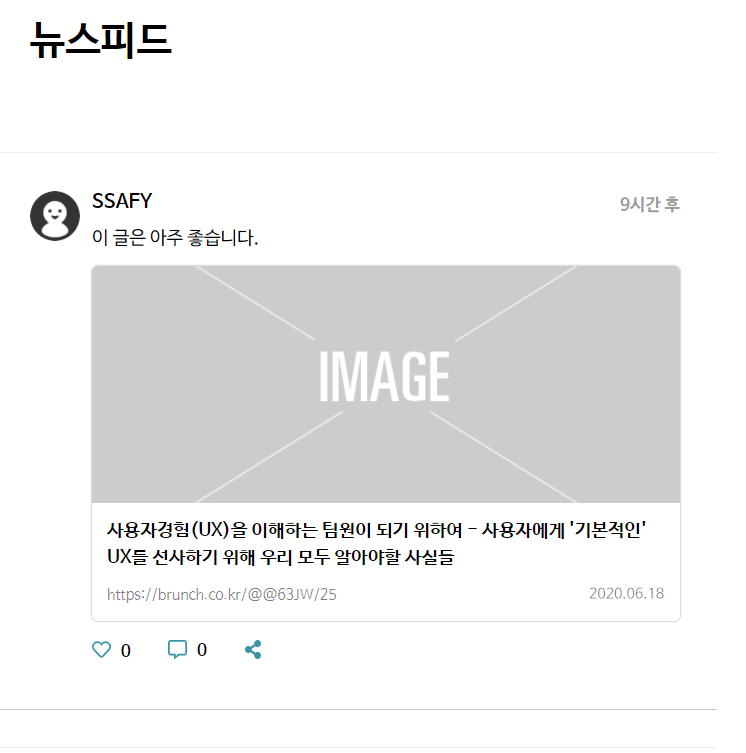 뉴스피드
SSAFY
9시간 후
이 글은 아주 좋습니다.
IMAGE
사용자경험(UX)을 이해하는 팀원이 되기 위하여 - 사용자에게 '기본적인'
UX를 선사하기 위해 우리 모두 알아야할 사실들
https://brunch.co.kr/@@63JW/25
2020.06.18
0
0